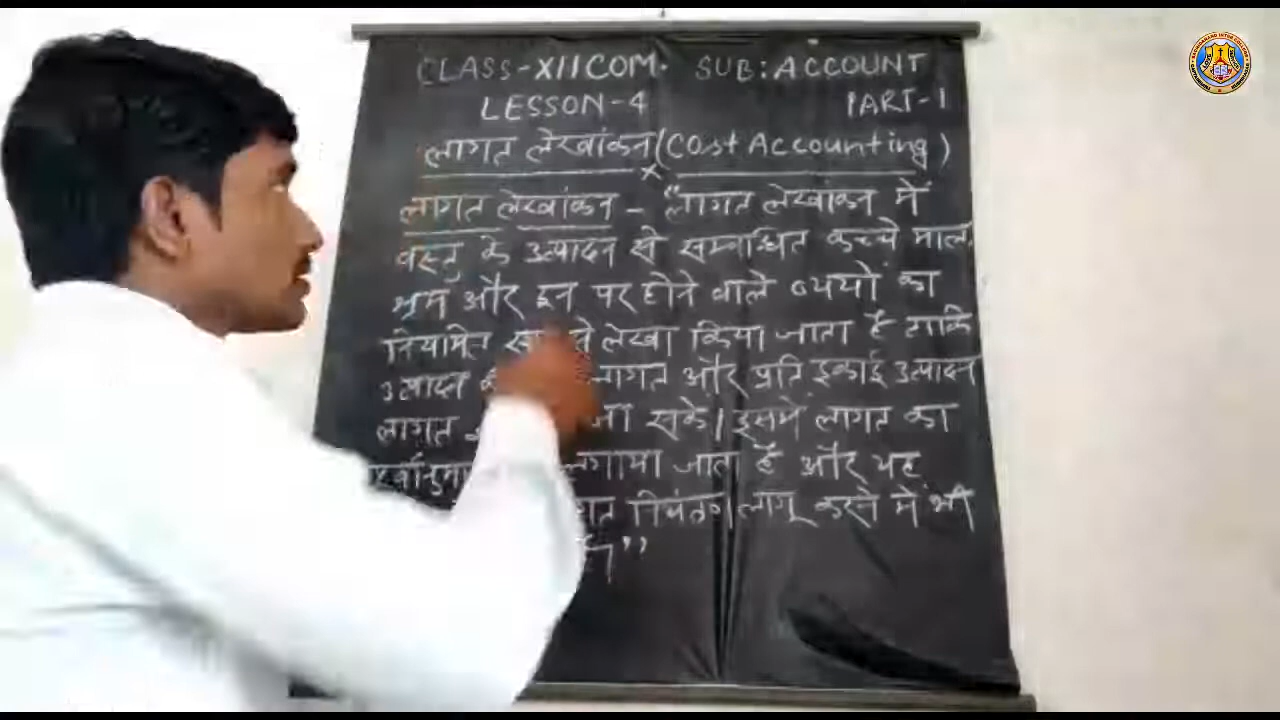 CLASS-XII COM. SUB: ACCOUNT
LESSON-4 PART-1
लागत लेखांकन (Cost Accounting)
लागत लेखांकन - "लागत लेखांकन में
वस्तु के उत्पादन से सम्बन्धित कच्चे माल,
श्रम और इन पर होने वाले व्ययों का
नियमित लेखा किया जाता है ताकि
उत्पादन लागत और प्रति इकाई उत्पादन
लागत जा सके। इसमें लागत का
लगाया जाता है और यह
नियंत्रण लागू करने में भी
है"